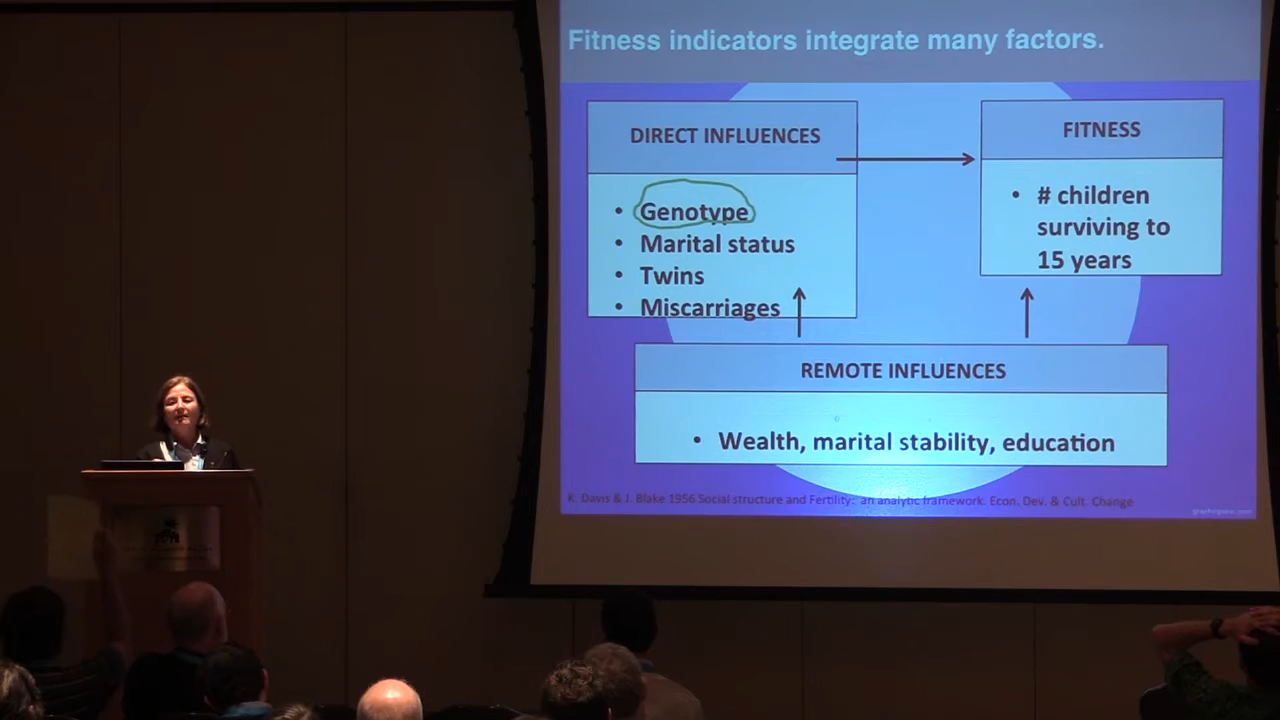 Fitness indicators integrate many factors.
DIRECT INFLUENCES
• Genotype
• Marital status
• Twins
• Miscarriages
FITNESS
• # children
surviving to
15 years
REMOTE INFLUENCES
• Wealth, marital stability, education
K. Davis & J. Blake 1956 Social structure and Fertility: an analytic framework. Econ. Dev. & Cult. Change